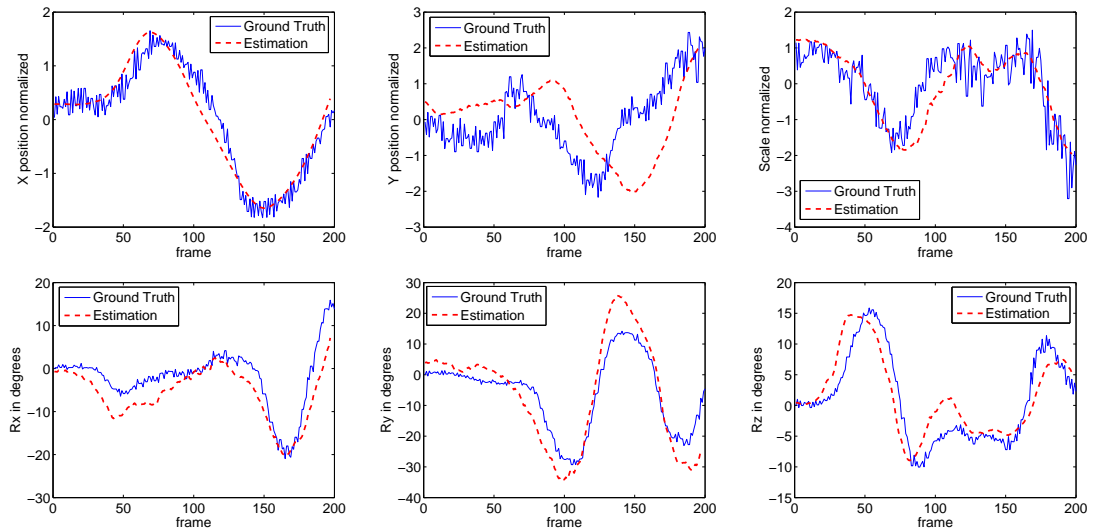 2
1
0
−1
−2
X position normalized
0
50
100
150
200
frame
Ground Truth
Estimation
3
2
1
0
−1
−2
−3
Y position normalized
0
50
100
150
200
frame
Ground Truth
Estimation
2
1
0
−1
−2
−3
−4
Scale normalized
0
50
100
150
200
frame
Ground Truth
Estimation
20
10
0
−10
−20
−30
Rx in degrees
0
50
100
150
200
frame
Ground Truth
Estimation
30
20
10
0
−10
−20
−30
−40
Ry in degrees
0
50
100
150
200
frame
Ground Truth
Estimation
20
15
10
5
0
−5
−10
−15
Rz in degrees
0
50
100
150
200
frame
Ground Truth
Estimation